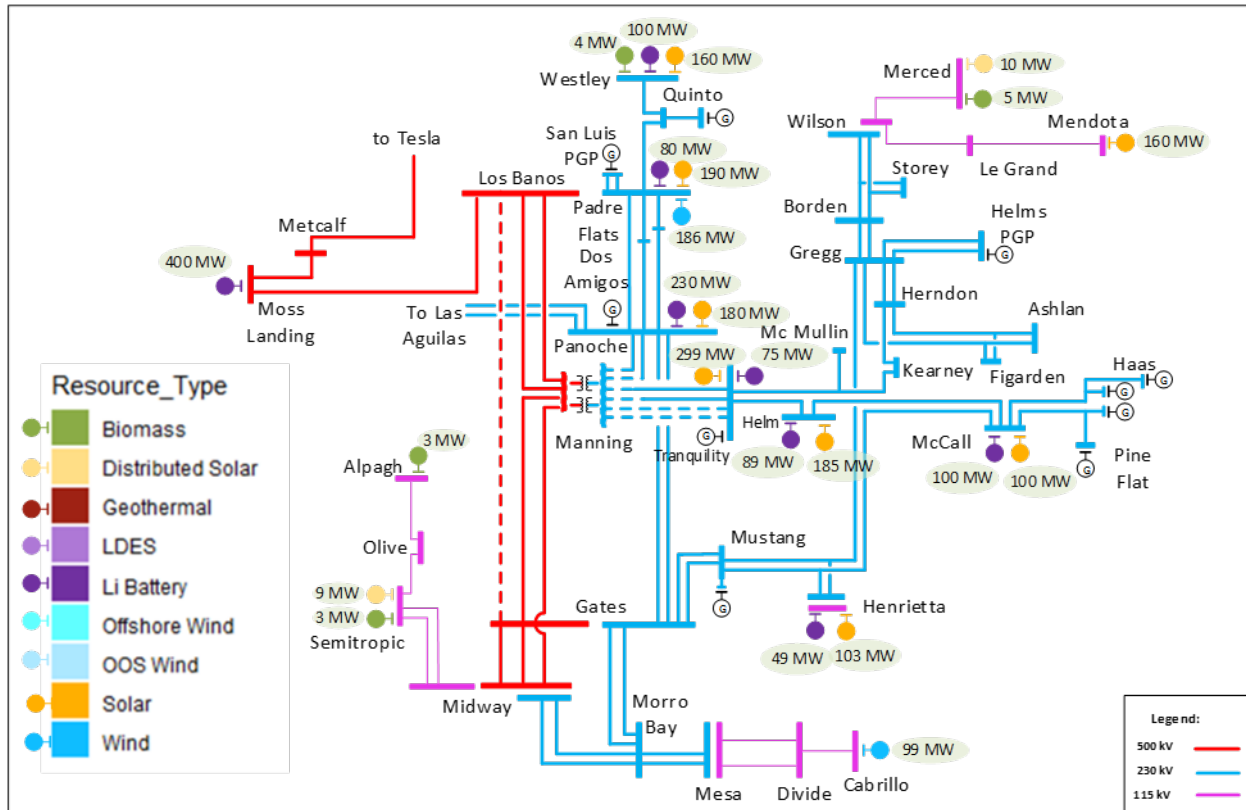 100 MW
4 MW
160 MW
Westley
Quinto
G
Merced
10 MW
5 MW
Wilson
Mendota
160 MW
Le Grand
to Tesla
San Luis
PGP
G
80 MW
190 MW
Storey
Los Banos
Padre
Flats Dos
Amigos
186 MW
Borden
Helms
PGP
G
Metcalf
400 MW
Moss
Landing
Gregg
Herndon
Ashlan
230 MW
180 MW
To Las
Aguilas
G
Panoche
Mc Mullin
299 MW
75 MW
Kearney
Figarden
Haas
G
G
G
Manning
Tranquility
G
Helm
89 MW
185 MW
McCall
100 MW
100 MW
Pine
Flat
G
Resource_Type
Biomass
Distributed Solar
Geothermal
LDES
Li Battery
Offshore Wind
OOS Wind
Solar
Wind
3 MW
Alpagh
Olive
9 MW
3 MW
Semitropic
Mustang
G
Gates
Henrietta
49 MW
103 MW
Midway
Morro
Bay
Mesa
Divide
Cabrillo
99 MW
Legend:
500 kV
230 kV
115 kV